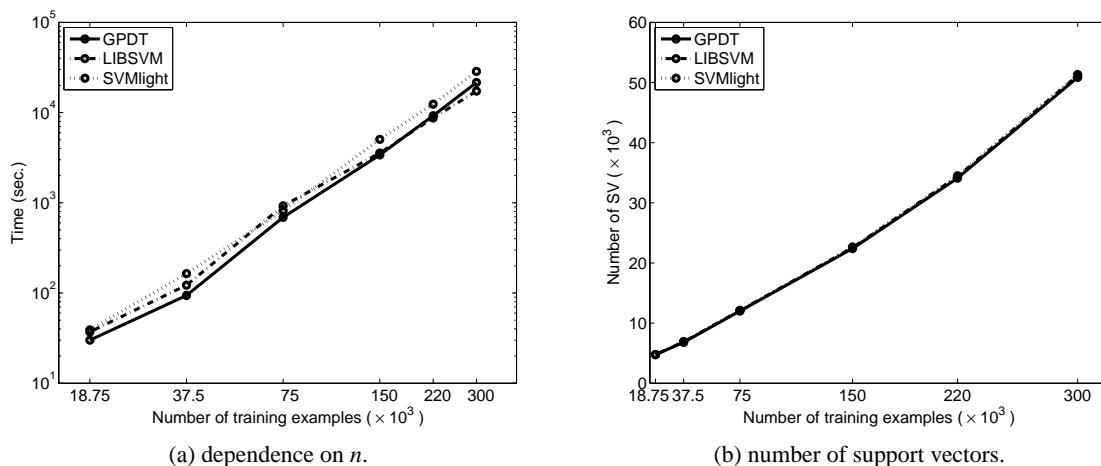 10^5
10^4
10^3
10^2
10^1
Time (sec.)
GPDT
LIBSVM
SVMlight
18.75 37.5 75 150 220 300
Number of training examples (× 10^3)
(a) dependence on n.
60
50
40
30
20
10
0
Number of SV (× 10^3)
GPDT
LIBSVM
SVMlight
18.75 37.5 75 150 220 300
Number of training examples (× 10^3)
(b) number of support vectors.